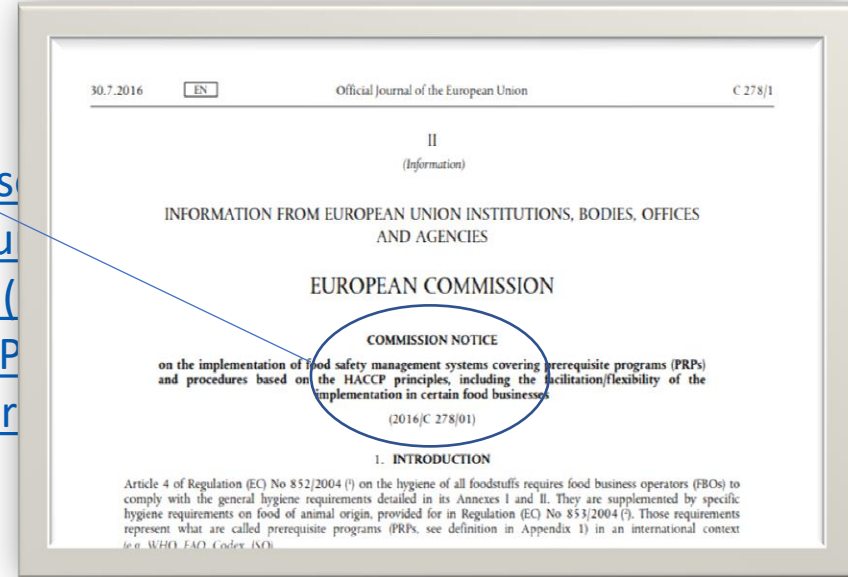 30.7.2016 EN Official Journal of the European Union C 278/1
II
(Information)
INFORMATION FROM EUROPEAN UNION INSTITUTIONS, BODIES, OFFICES
AND AGENCIES
EUROPEAN COMMISSION
COMMISSION NOTICE
on the implementation of food safety management systems covering prerequisite programs (PRPs)
and procedures based on the HACCP principles, including the facilitation/flexibility of the
implementation in certain food businesses
(2016/C 278/01)
1. INTRODUCTION
Article 4 of Regulation (EC) No 852/2004 (¹) on the hygiene of all foodstuffs requires food business operators (FBOs) to
comply with the general hygiene requirements detailed in its Annexes I and II. They are supplemented by specific
hygiene requirements on food of animal origin, provided for in Regulation (EC) No 853/2004 (²). Those requirements
represent what are called prerequisite programs (PRPs, see definition in Appendix 1) in an international context
(e.g. WHO, FAO, Codex, ISO)